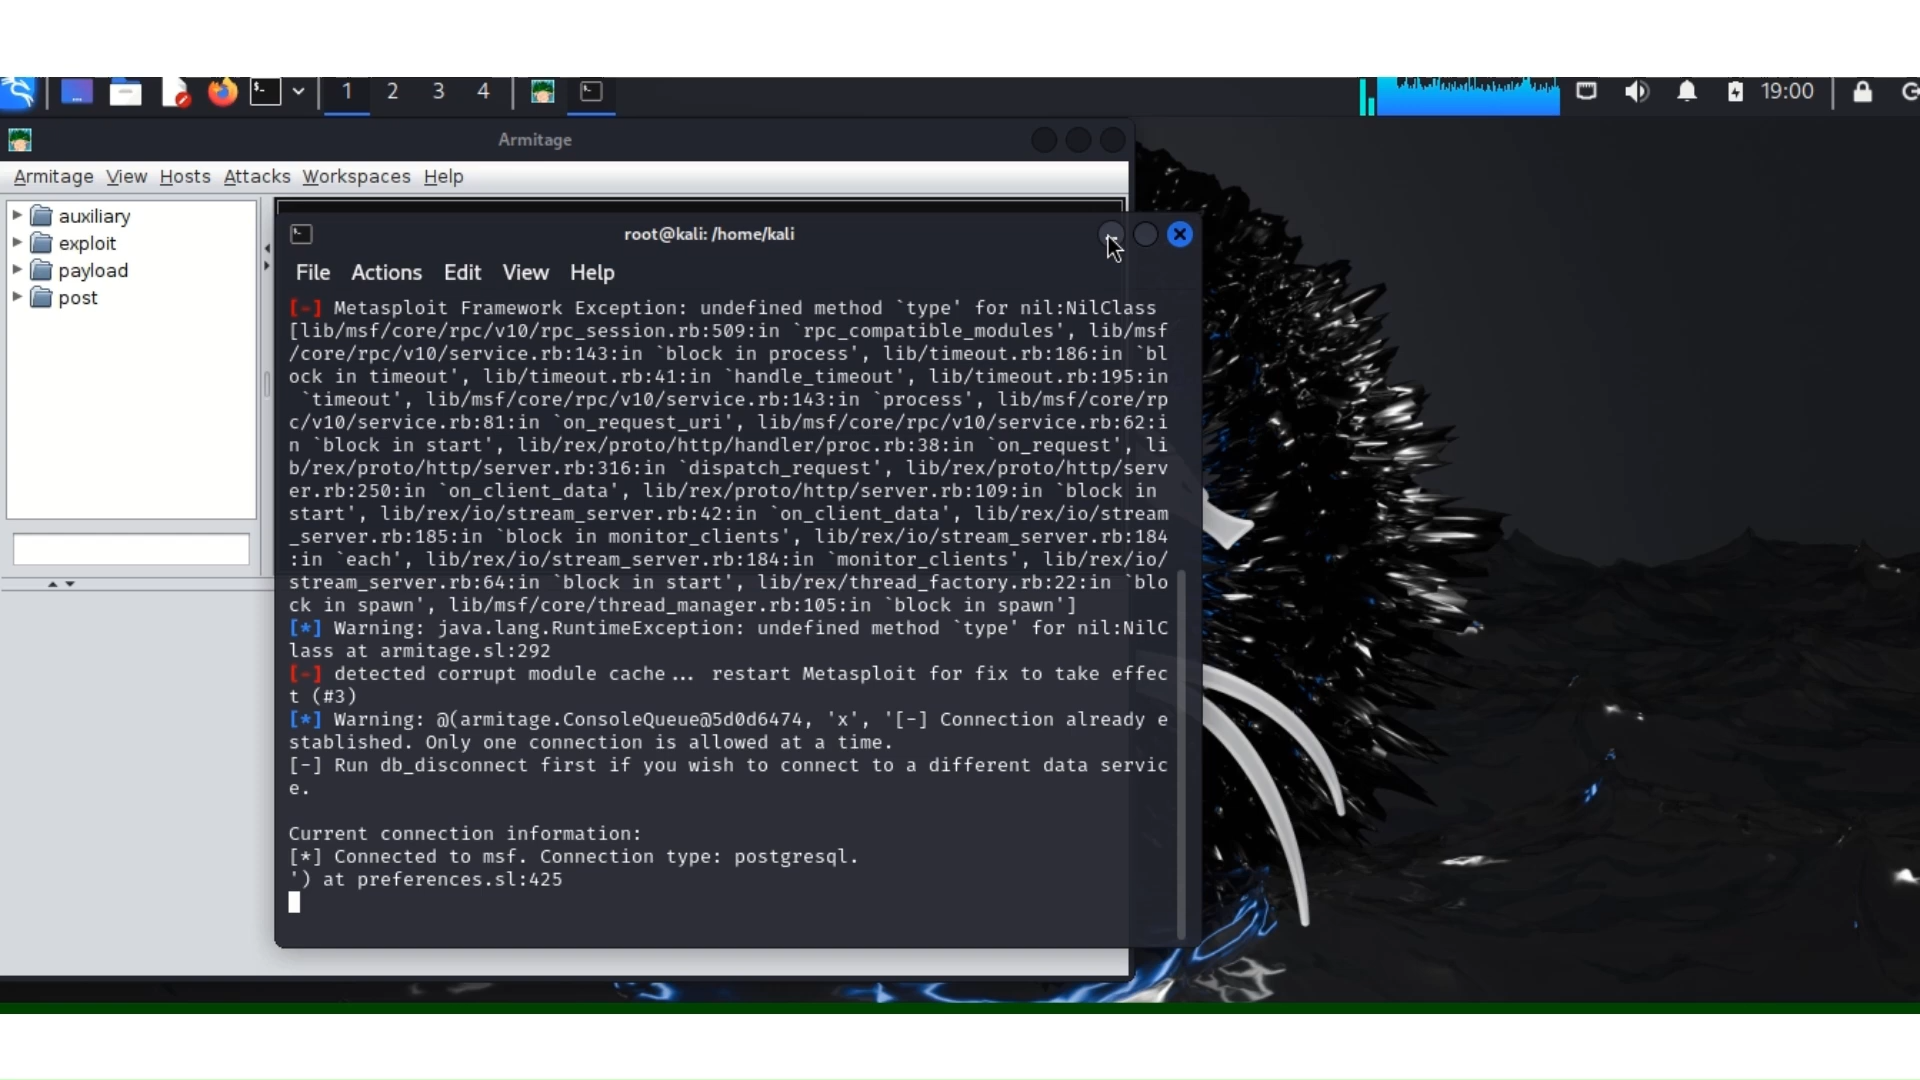 1 2 3 4 19:00
Armitage
Armitage View Hosts Attacks Workspaces Help
auxiliary
exploit
payload
post
root@kali: /home/kali
File Actions Edit View Help
[-] Metasploit Framework Exception: undefined method `type' for nil:NilClass
[lib/msf/core/rpc/v10/rpc_session.rb:509:in `rpc_compatible_modules', lib/msf
/core/rpc/v10/service.rb:143:in `block in process', lib/timeout.rb:186:in `bl
ock in timeout', lib/timeout.rb:41:in `handle_timeout', lib/timeout.rb:195:in
`timeout', lib/msf/core/rpc/v10/service.rb:143:in `process', lib/msf/core/rp
c/v10/service.rb:81:in `on_request_uri', lib/msf/core/rpc/v10/service.rb:62:i
n `block in start', lib/rex/proto/http/handler/proc.rb:38:in `on_request', li
b/rex/proto/http/server.rb:316:in `dispatch_request', lib/rex/proto/http/serv
er.rb:250:in `on_client_data', lib/rex/proto/http/server.rb:109:in `block in
start', lib/rex/io/stream_server.rb:42:in `on_client_data', lib/rex/io/stream
_server.rb:185:in `block in monitor_clients', lib/rex/io/stream_server.rb:184
:in `each', lib/rex/io/stream_server.rb:184:in `monitor_clients', lib/rex/io/
stream_server.rb:64:in `block in start', lib/rex/thread_factory.rb:22:in `blo
ck in spawn', lib/msf/core/thread_manager.rb:105:in `block in spawn']
[*] Warning: java.lang.RuntimeException: undefined method `type' for nil:NilC
lass at armitage.sl:292
[-] detected corrupt module cache... restart Metasploit for fix to take effec
t (#3)
[*] Warning: @(armitage.ConsoleQueue@5d0d6474, 'x', '[-] Connection already e
stablished. Only one connection is allowed at a time.
[-] Run db_disconnect first if you wish to connect to a different data servic
e.
Current connection information:
[*] Connected to msf. Connection type: postgresql.
') at preferences.sl:425